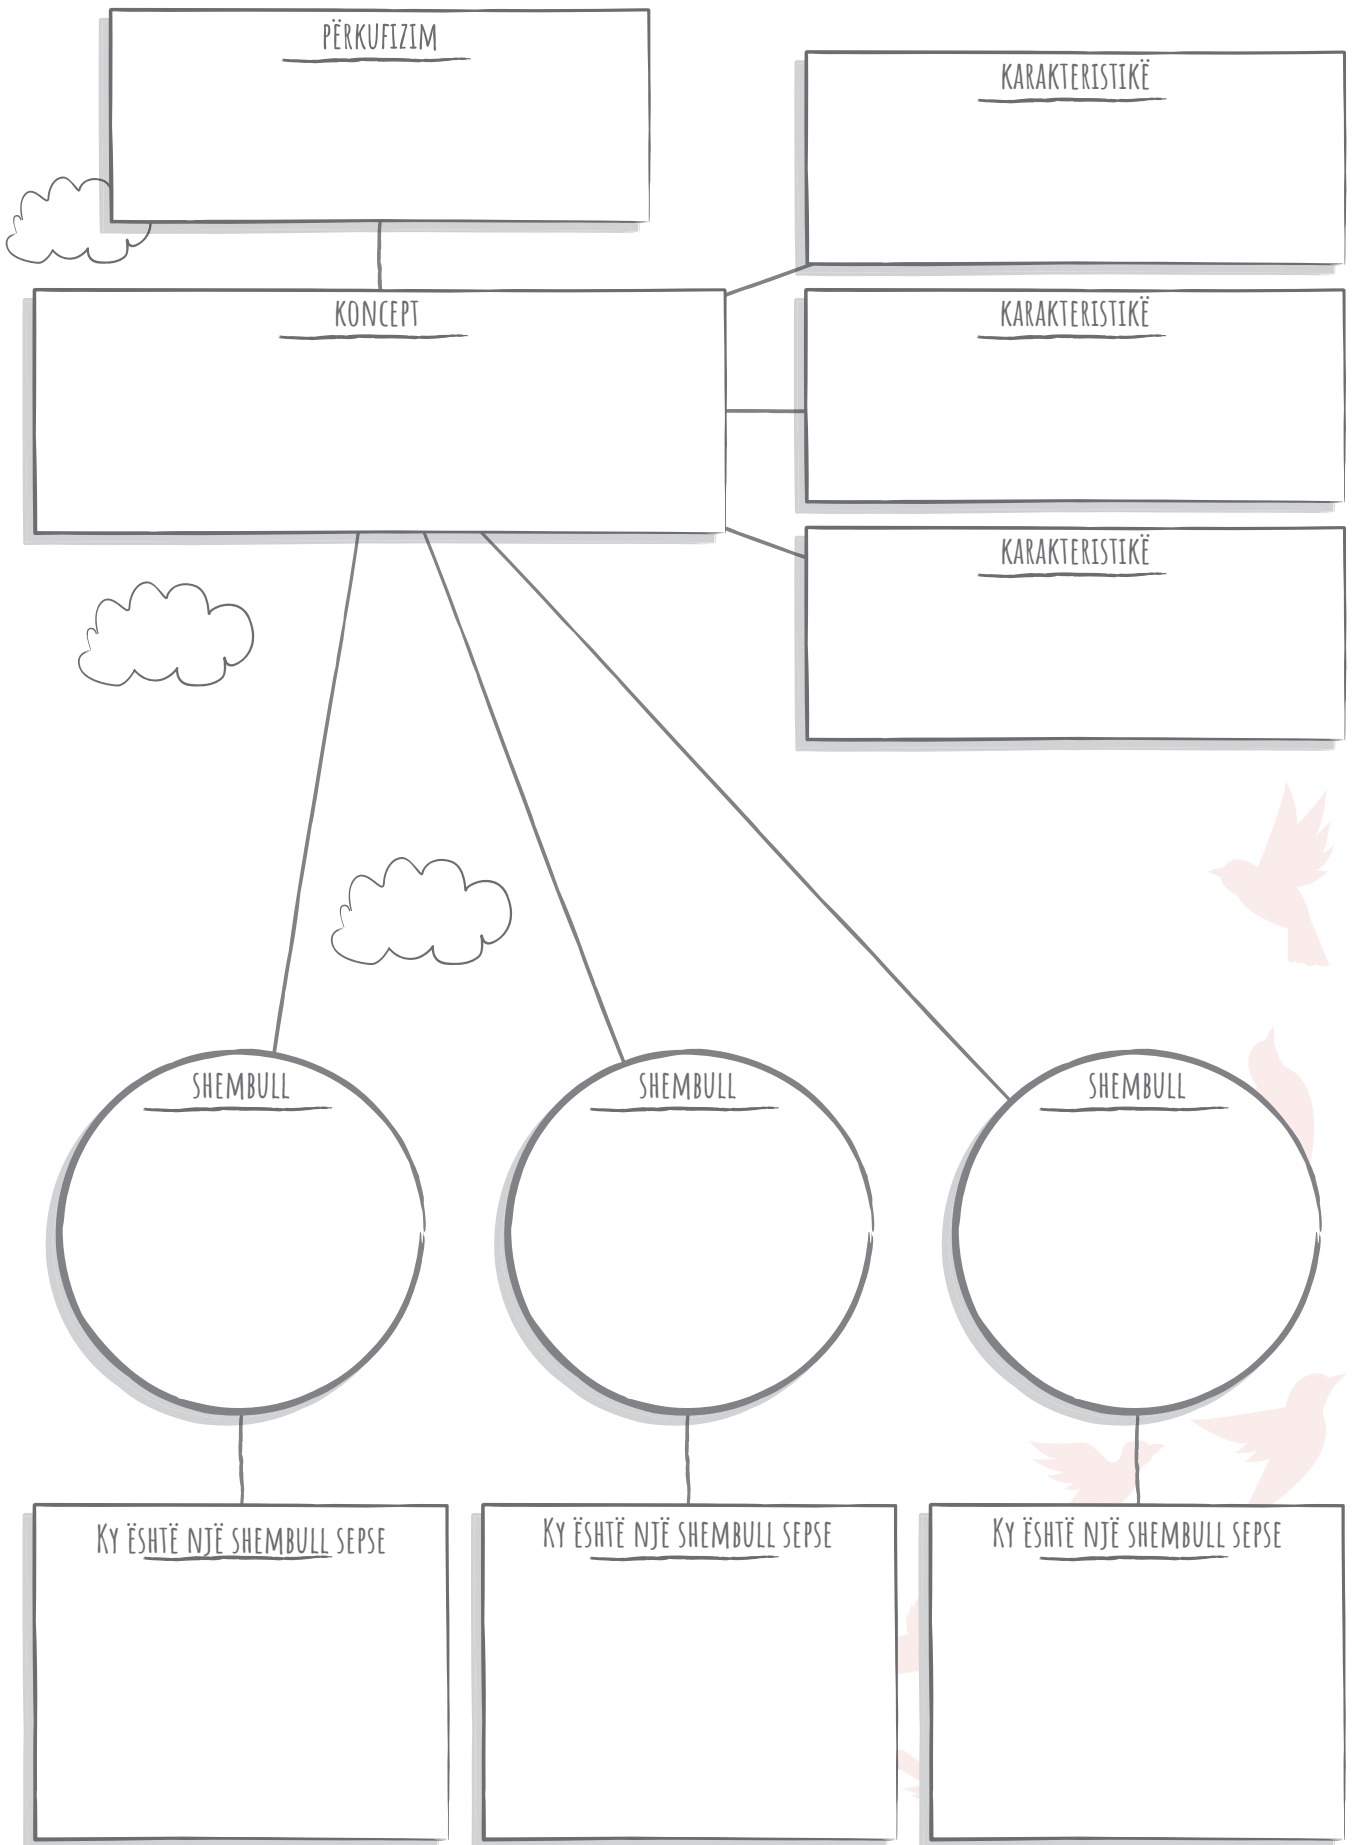 PËRKUFIZIM
KARAKTERISTIKË
KONCEPT
KARAKTERISTIKË
KARAKTERISTIKË
SHEMBULL
SHEMBULL
SHEMBULL
KY ËSHTË NJË SHEMBULL SEPSE
KY ËSHTË NJË SHEMBULL SEPSE
KY ËSHTË NJË SHEMBULL SEPSE